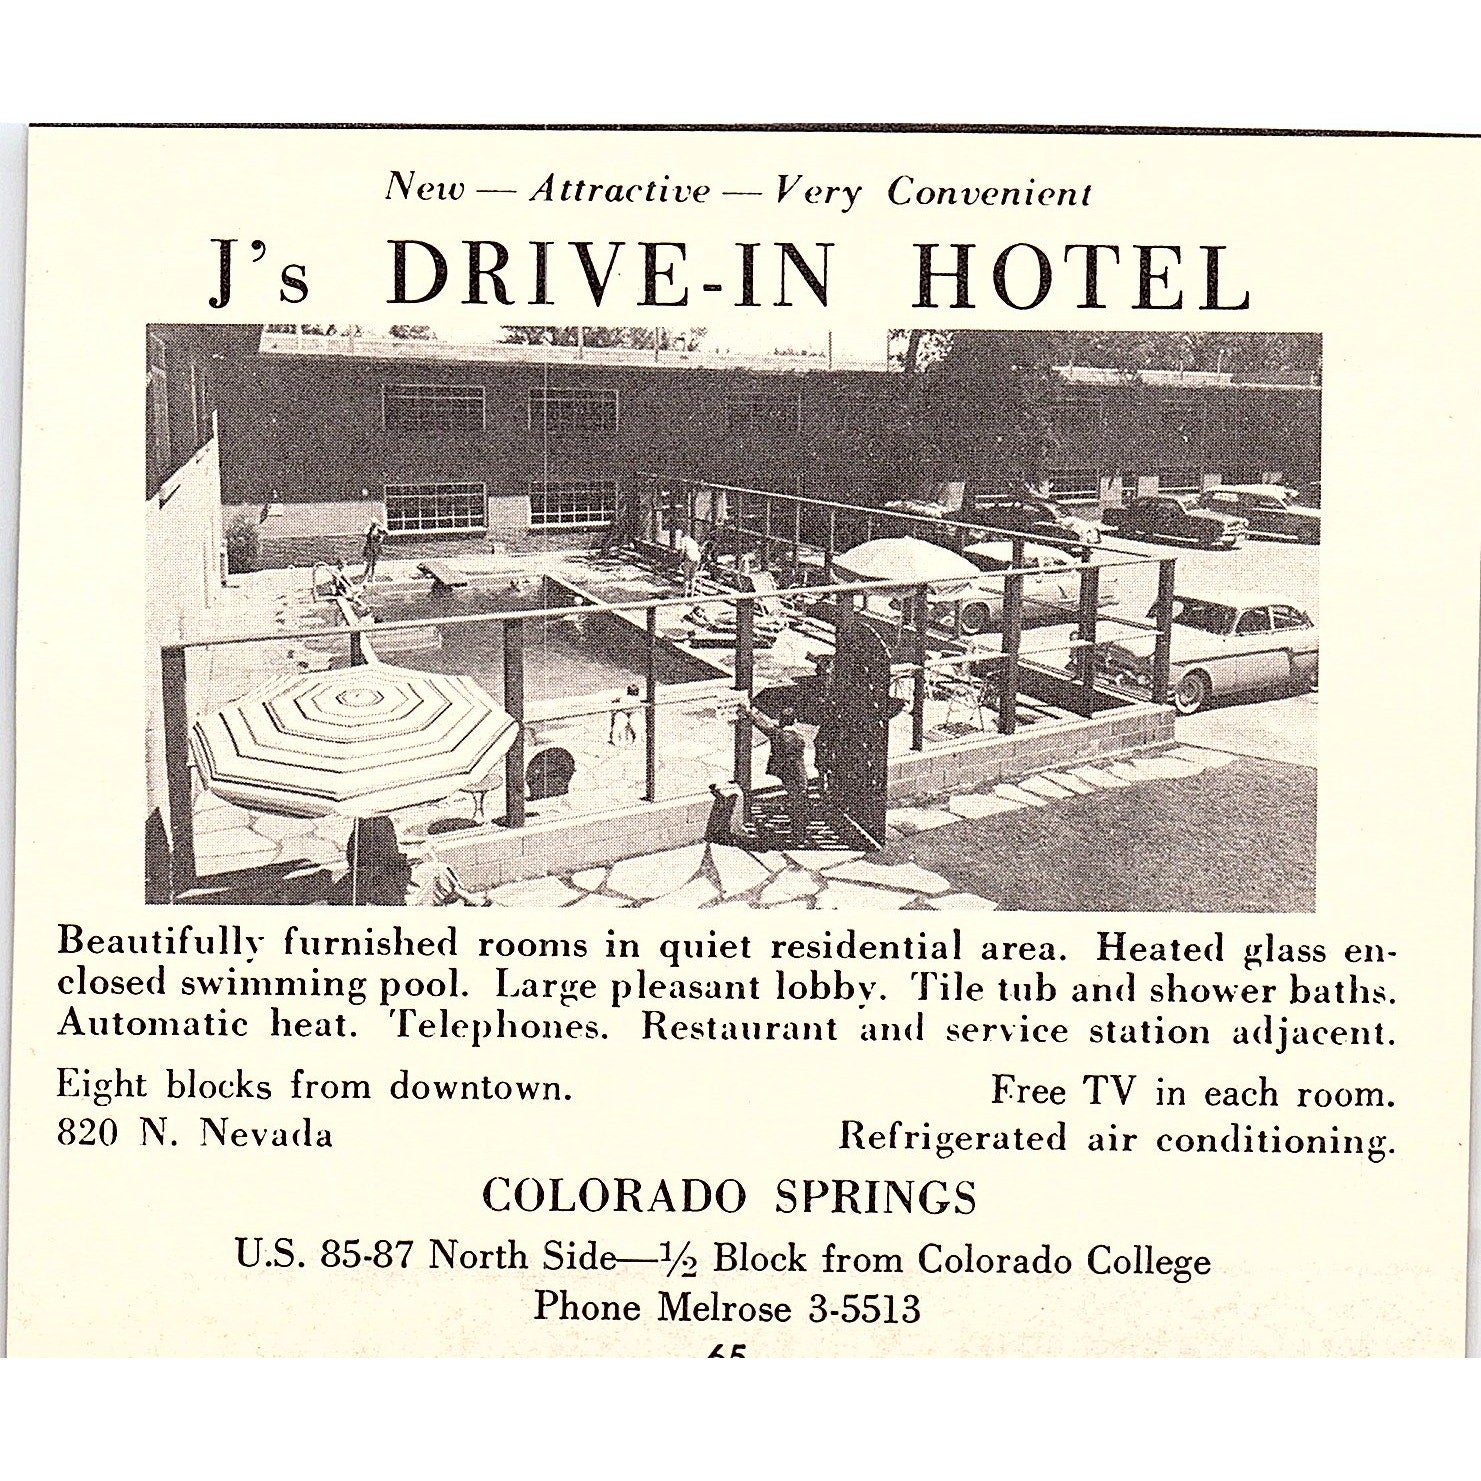 New — Attractive — Very Convenient
J's DRIVE-IN HOTEL
Beautifully furnished rooms in quiet residential area. Heated glass en-
closed swimming pool. Large pleasant lobby. Tile tub and shower baths.
Automatic heat. Telephones. Restaurant and service station adjacent.
Eight blocks from downtown. Free TV in each room.
820 N. Nevada Refrigerated air conditioning.
COLORADO SPRINGS
U.S. 85-87 North Side—½ Block from Colorado College
Phone Melrose 3-5513
65